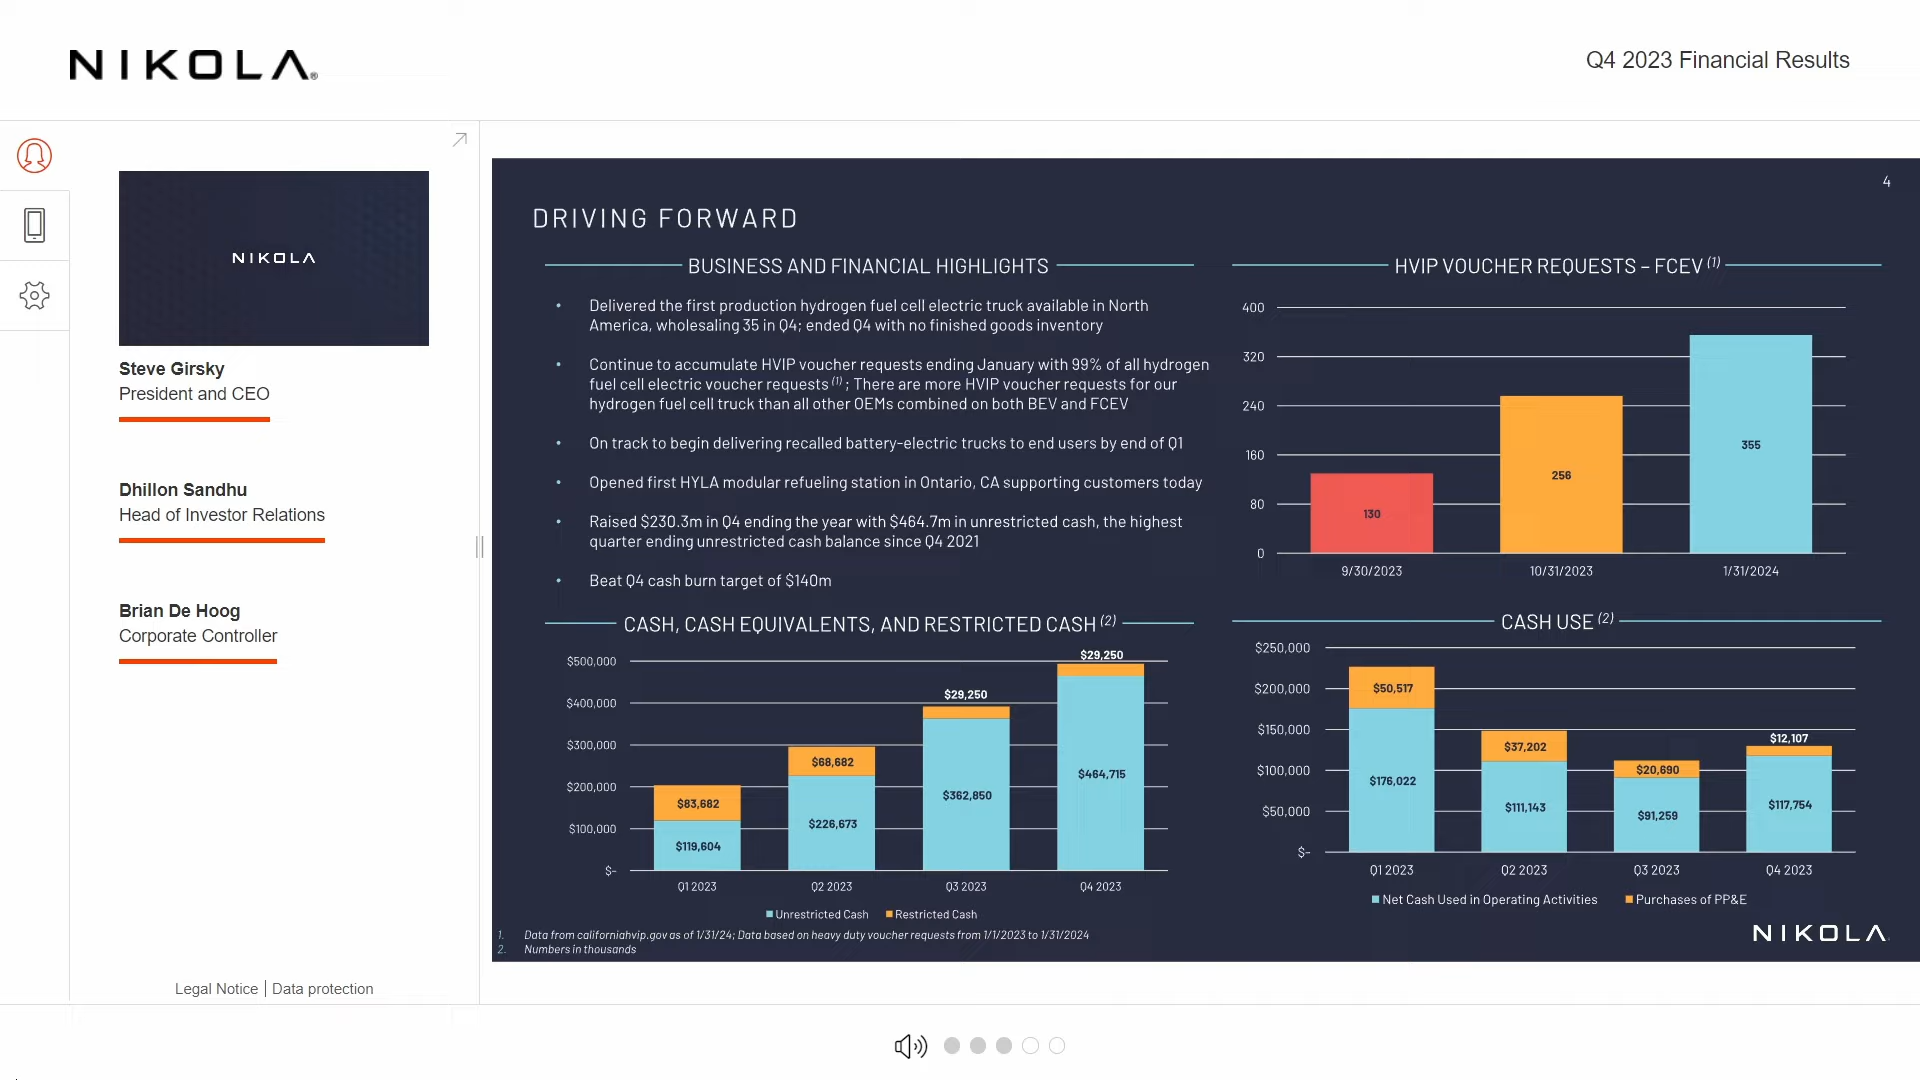 NIKOLA®
Q4 2023 Financial Results
NIKOLA
Steve Girsky
President and CEO
Dhillon Sandhu
Head of Investor Relations
Brian De Hoog
Corporate Controller
Legal Notice | Data protection
4
DRIVING FORWARD
BUSINESS AND FINANCIAL HIGHLIGHTS
• Delivered the first production hydrogen fuel cell electric truck available in North
America, wholesaling 35 in Q4; ended Q4 with no finished goods inventory
• Continue to accumulate HVIP voucher requests ending January with 99% of all hydrogen
fuel cell electric voucher requests (1) ; There are more HVIP voucher requests for our
hydrogen fuel cell truck than all other OEMs combined on both BEV and FCEV
• On track to begin delivering recalled battery-electric trucks to end users by end of Q1
• Opened first HYLA modular refueling station in Ontario, CA supporting customers today
• Raised $230.3m in Q4 ending the year with $464.7m in unrestricted cash, the highest
quarter ending unrestricted cash balance since Q4 2021
• Beat Q4 cash burn target of $140m
HVIP VOUCHER REQUESTS – FCEV (1)
400
320
240
160
80
0
130
256
355
9/30/2023
10/31/2023
1/31/2024
CASH, CASH EQUIVALENTS, AND RESTRICTED CASH (2)
$500,000
$400,000
$300,000
$200,000
$100,000
$-
$83,682
$119,604
$68,682
$226,673
$29,250
$362,850
$29,250
$464,715
Q1 2023
Q2 2023
Q3 2023
Q4 2023
Unrestricted Cash
Restricted Cash
CASH USE (2)
$250,000
$200,000
$150,000
$100,000
$50,000
$-
$50,517
$176,022
$37,202
$111,143
$20,690
$91,259
$12,107
$117,754
Q1 2023
Q2 2023
Q3 2023
Q4 2023
Net Cash Used in Operating Activities
Purchases of PP&E
1. Data from californiahvip.gov as of 1/31/24; Data based on heavy duty voucher requests from 1/1/2023 to 1/31/2024
2. Numbers in thousands
NIKOLA